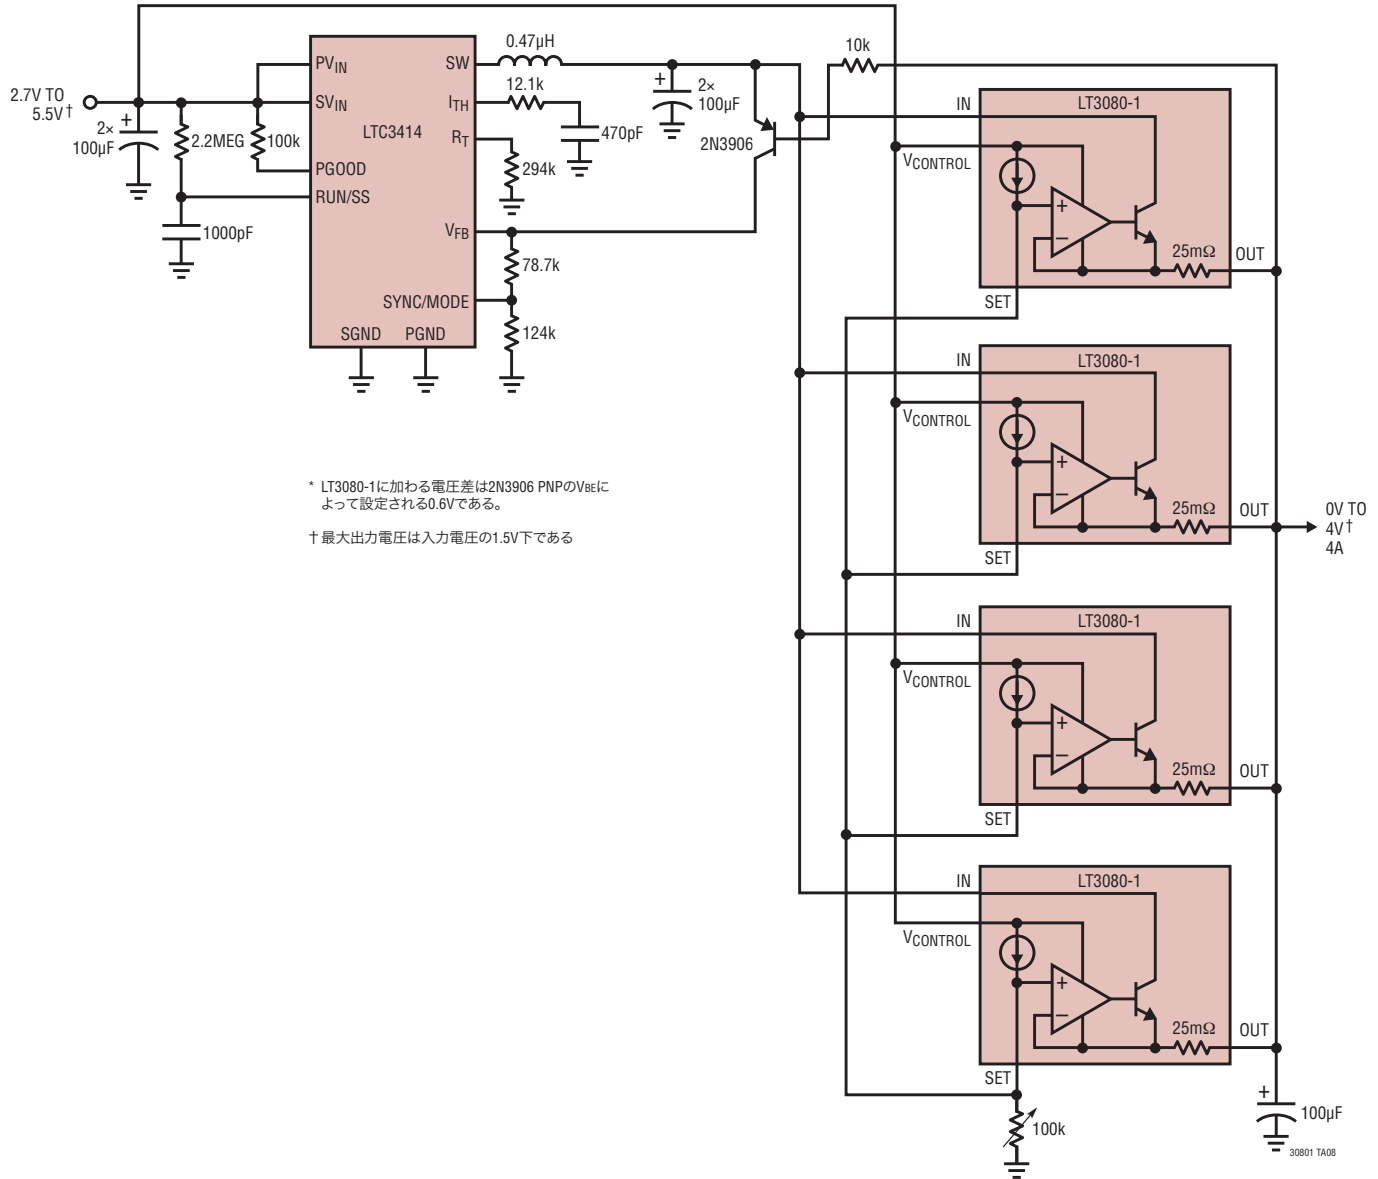 2.7V TO
5.5V†
+
2×
100µF
2.2MEG
100k
1000pF
PVIN
SVIN
PGOOD
RUN/SS
LTC3414
SW
ITH
RT
VFB
SYNC/MODE
SGND
PGND
0.47µH
12.1k
470pF
294k
78.7k
124k
+
2×
100µF
2N3906
10k
IN
LT3080-1
VCONTROL
+
–
25mΩ
OUT
SET
IN
LT3080-1
VCONTROL
+
–
25mΩ
OUT
SET
0V TO
4V†
4A
IN
LT3080-1
VCONTROL
+
–
25mΩ
OUT
SET
IN
LT3080-1
VCONTROL
+
–
25mΩ
OUT
SET
100k
+
100µF
30801 TA08
* LT3080-1に加わる電圧差は2N3906 PNPのVBEに
よって設定される0.6Vである。
†最大出力電圧は入力電圧の1.5V下である